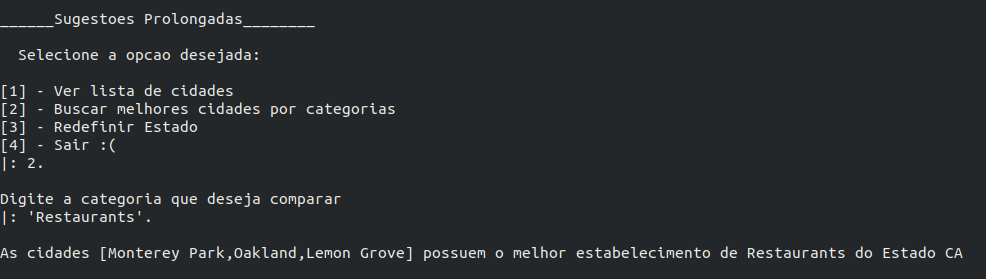 ______Sugestoes Prolongadas________
Selecione a opcao desejada:
[1] - Ver lista de cidades
[2] - Buscar melhores cidades por categorias
[3] - Redefinir Estado
[4] - Sair :(
|: 2.
Digite a categoria que deseja comparar
|: 'Restaurants'.
As cidades [Monterey Park,Oakland,Lemon Grove] possuem o melhor estabelecimento de Restaurants do Estado CA